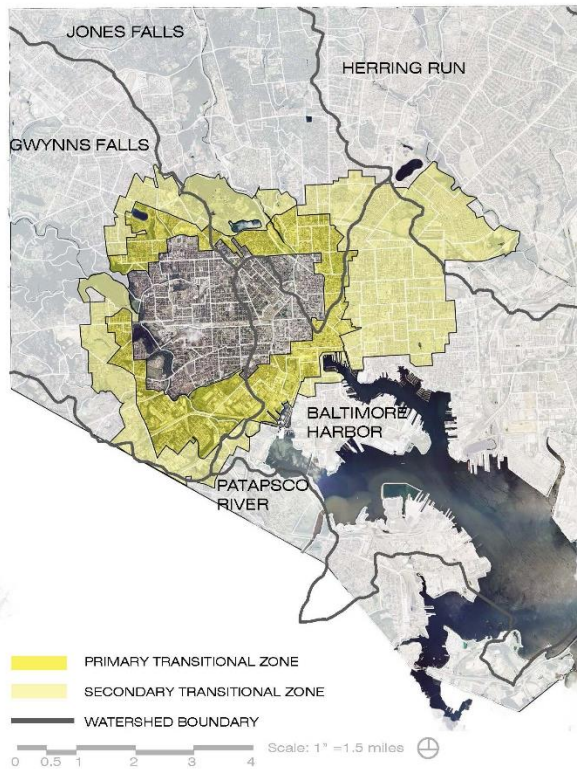 JONES FALLS
HERRING RUN
GWYNNS FALLS
BALTIMORE
HARBOR
PATAPSCO
RIVER
PRIMARY TRANSITIONAL ZONE
SECONDARY TRANSITIONAL ZONE
WATERSHED BOUNDARY
0 0.5 1 2 3 4 Scale: 1" =1.5 miles